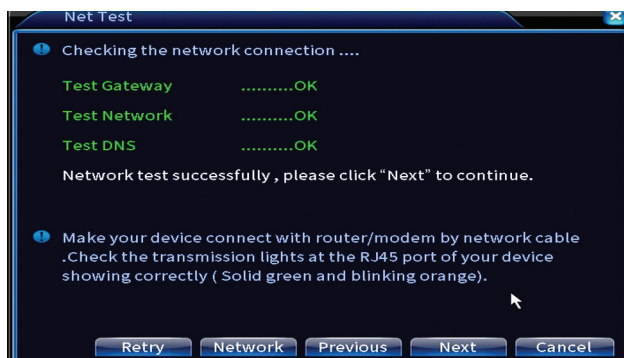 Net Test
Checking the network connection ....
Test Gateway ..........OK
Test Network ..........OK
Test DNS ..........OK
Network test successfully , please click “Next” to continue.
Make your device connect with router/modem by network cable
.Check the transmission lights at the RJ45 port of your device
showing correctly ( Solid green and blinking orange).
Retry Network Previous Next Cancel